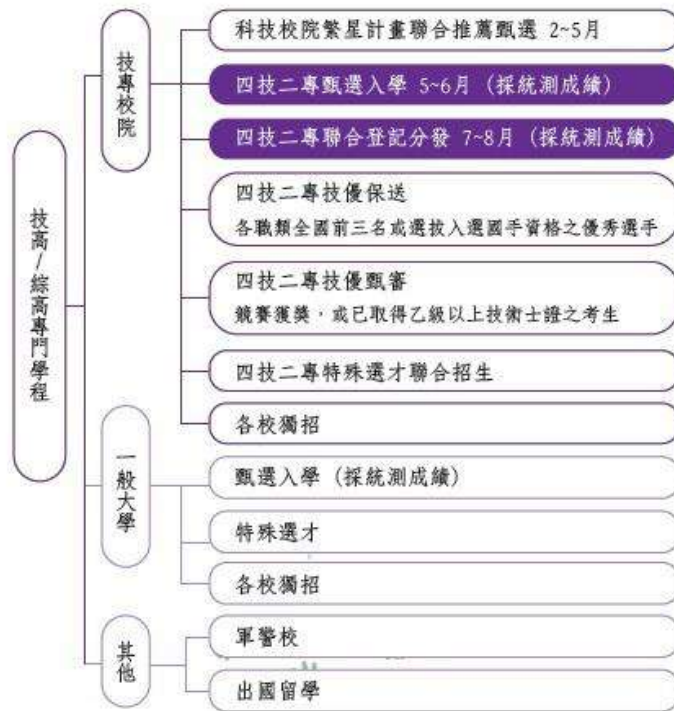 技高/綜高專門學程
技專校院
科技校院繁星計畫聯合推薦甄選 2~5月
四技二專甄選入學 5~6月 (採統測成績)
四技二專聯合登記分發 7~8月 (採統測成績)
四技二專技優保送
各職類全國前三名或選拔入選國手資格之優秀選手
四技二專技優甄審
競賽獲獎,或已取得乙級以上技術士證之考生
四技二專特殊選才聯合招生
各校獨招
一般大學
甄選入學 (採統測成績)
特殊選才
各校獨招
其他
軍警校
出國留學